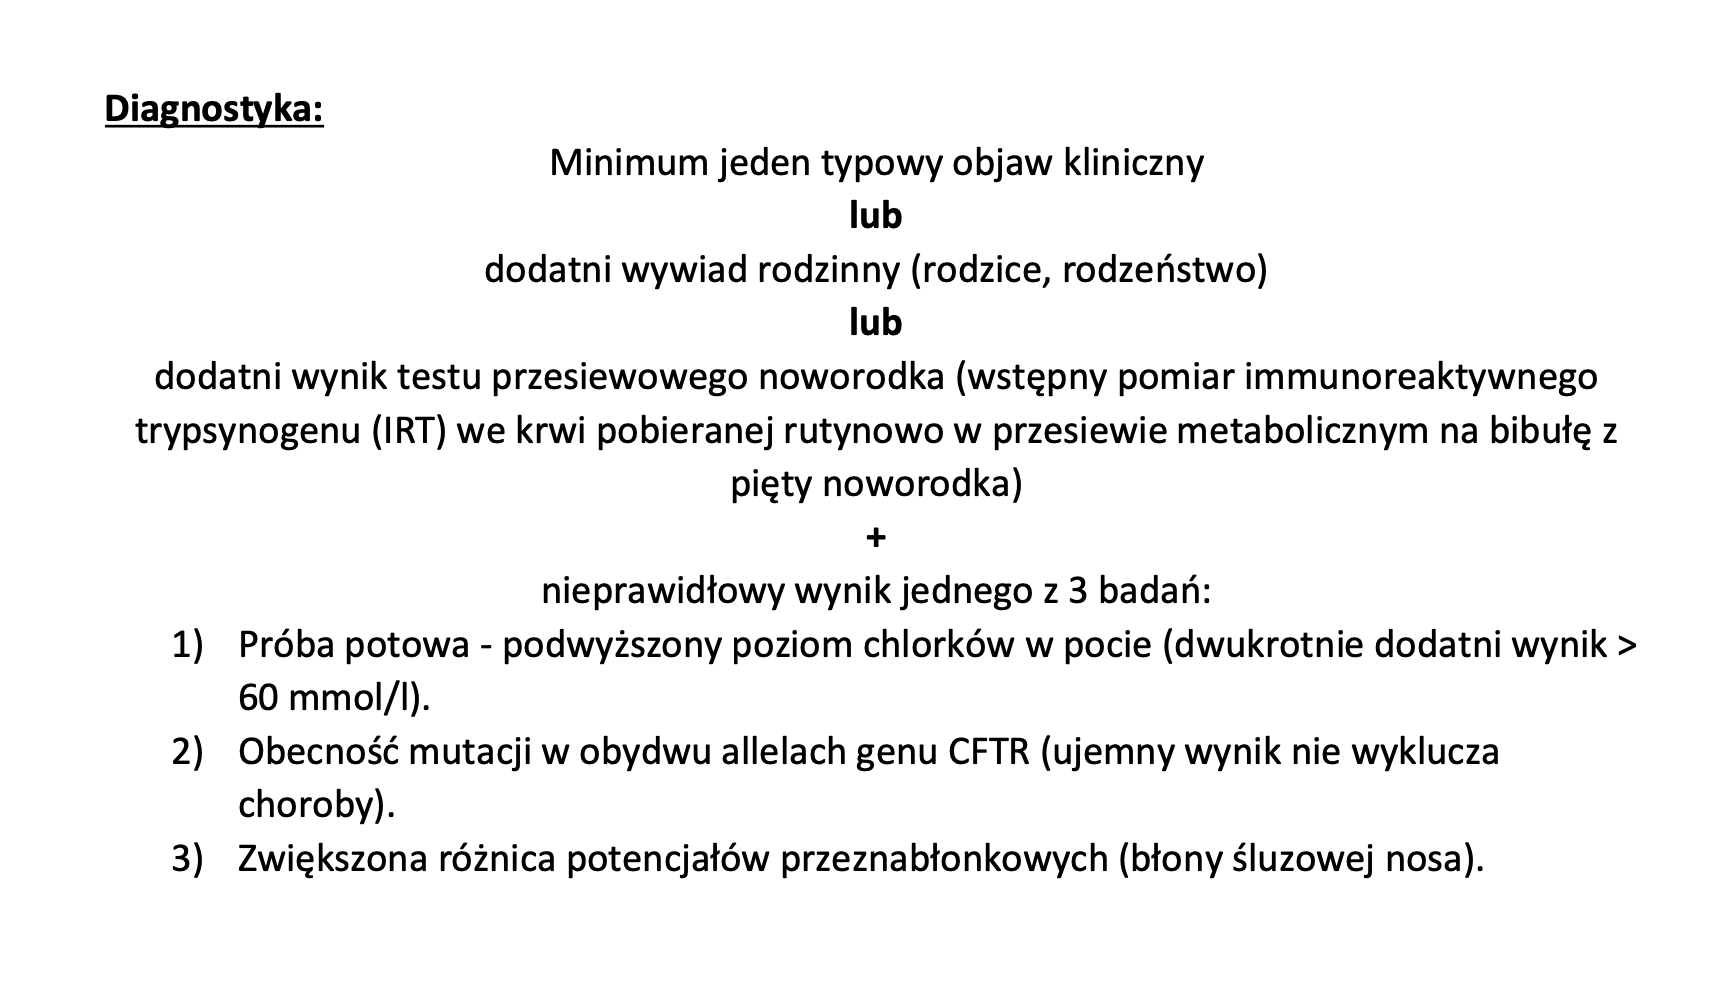 Diagnostyka:
Minimum jeden typowy objaw kliniczny
lub
dodatni wywiad rodzinny (rodzice, rodzeństwo)
lub
dodatni wynik testu przesiewowego noworodka (wstępny pomiar immunoreaktywnego
trypsynogenu (IRT) we krwi pobieranej rutynowo w przesiewie metabolicznym na bibułę z
pięty noworodka)
+
nieprawidłowy wynik jednego z 3 badań:
1) Próba potowa - podwyższony poziom chlorków w pocie (dwukrotnie dodatni wynik >
60 mmol/l).
2) Obecność mutacji w obydwu allelach genu CFTR (ujemny wynik nie wyklucza
choroby).
3) Zwiększona różnica potencjałów przeznabłonkowych (błony śluzowej nosa).